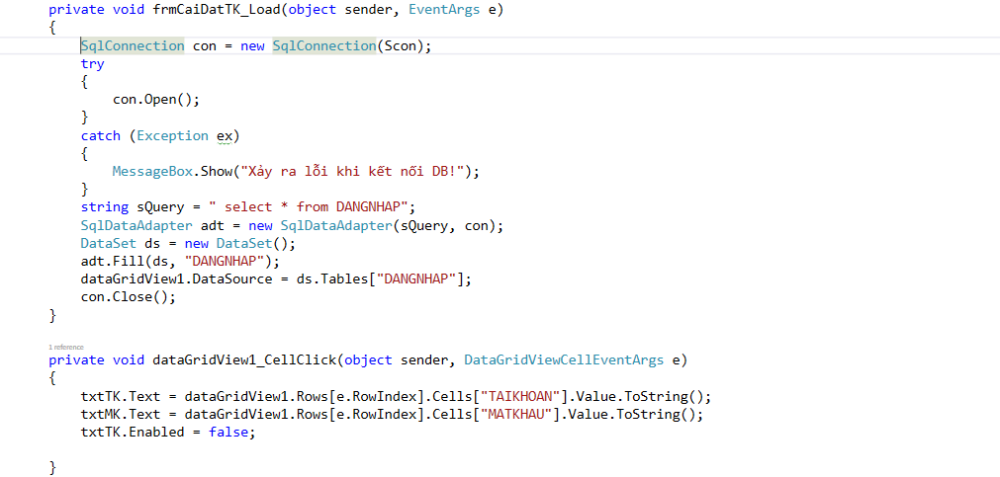 private void frmCaiDatTK_Load(object sender, EventArgs e)
{
SqlConnection con = new SqlConnection(Scon);
try
{
con.Open();
}
catch (Exception ex)
{
MessageBox.Show("Xảy ra lỗi khi kết nối DB!");
}
string sQuery = " select * from DANGNHAP";
SqlDataAdapter adt = new SqlDataAdapter(sQuery, con);
DataSet ds = new DataSet();
adt.Fill(ds, "DANGNHAP");
dataGridView1.DataSource = ds.Tables["DANGNHAP"];
con.Close();
}
1 reference
private void dataGridView1_CellClick(object sender, DataGridViewCellEventArgs e)
{
txtTK.Text = dataGridView1.Rows[e.RowIndex].Cells["TAIKHOAN"].Value.ToString();
txtMK.Text = dataGridView1.Rows[e.RowIndex].Cells["MATKHAU"].Value.ToString();
txtTK.Enabled = false;
}